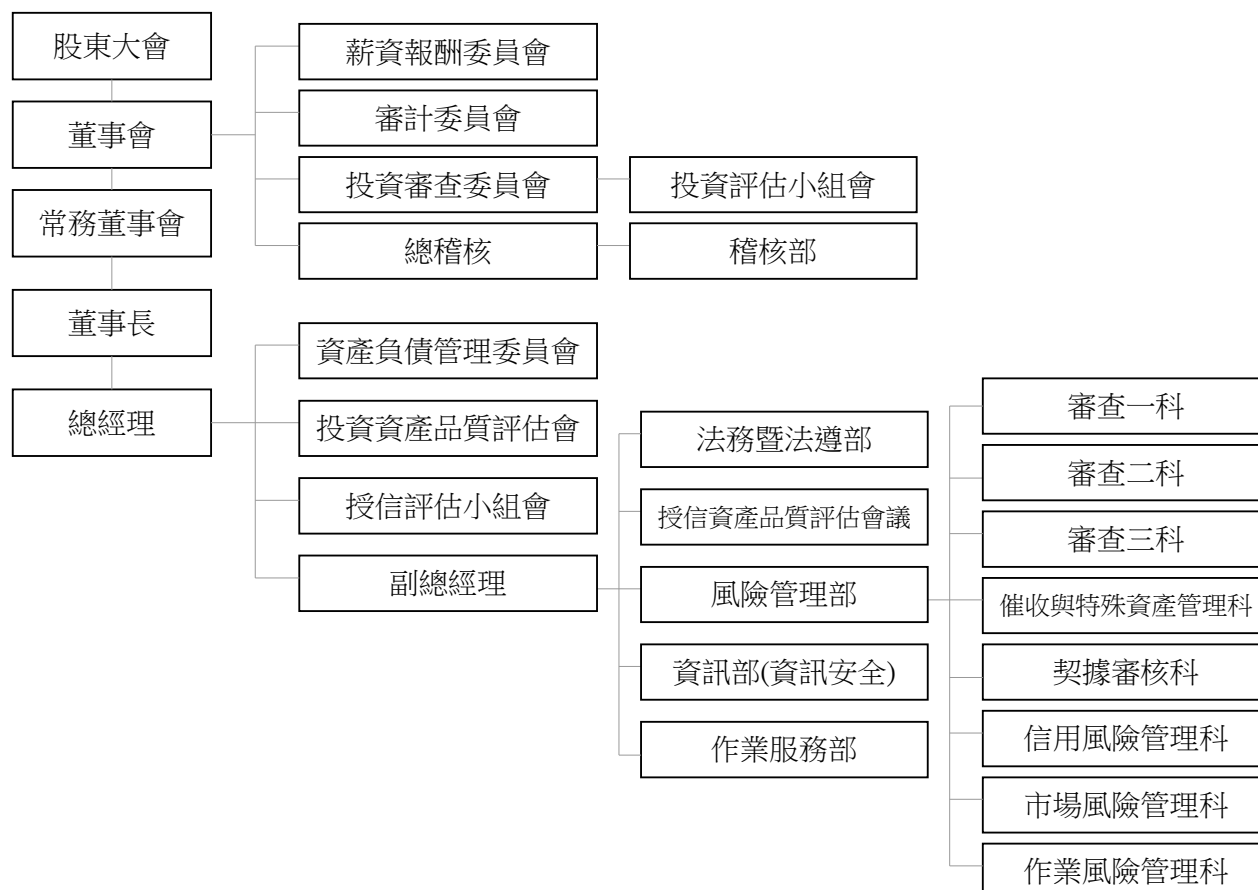 股東大會
董事會
常務董事會
董事長
總經理
薪資報酬委員會
審計委員會
投資審查委員會
投資評估小組會
總稽核
稽核部
資產負債管理委員會
投資資產品質評估會
授信評估小組會
副總經理
法務暨法遵部
授信資產品質評估會議
風險管理部
資訊部(資訊安全)
作業服務部
審查一科
審查二科
審查三科
催收與特殊資產管理科
契據審核科
信用風險管理科
市場風險管理科
作業風險管理科